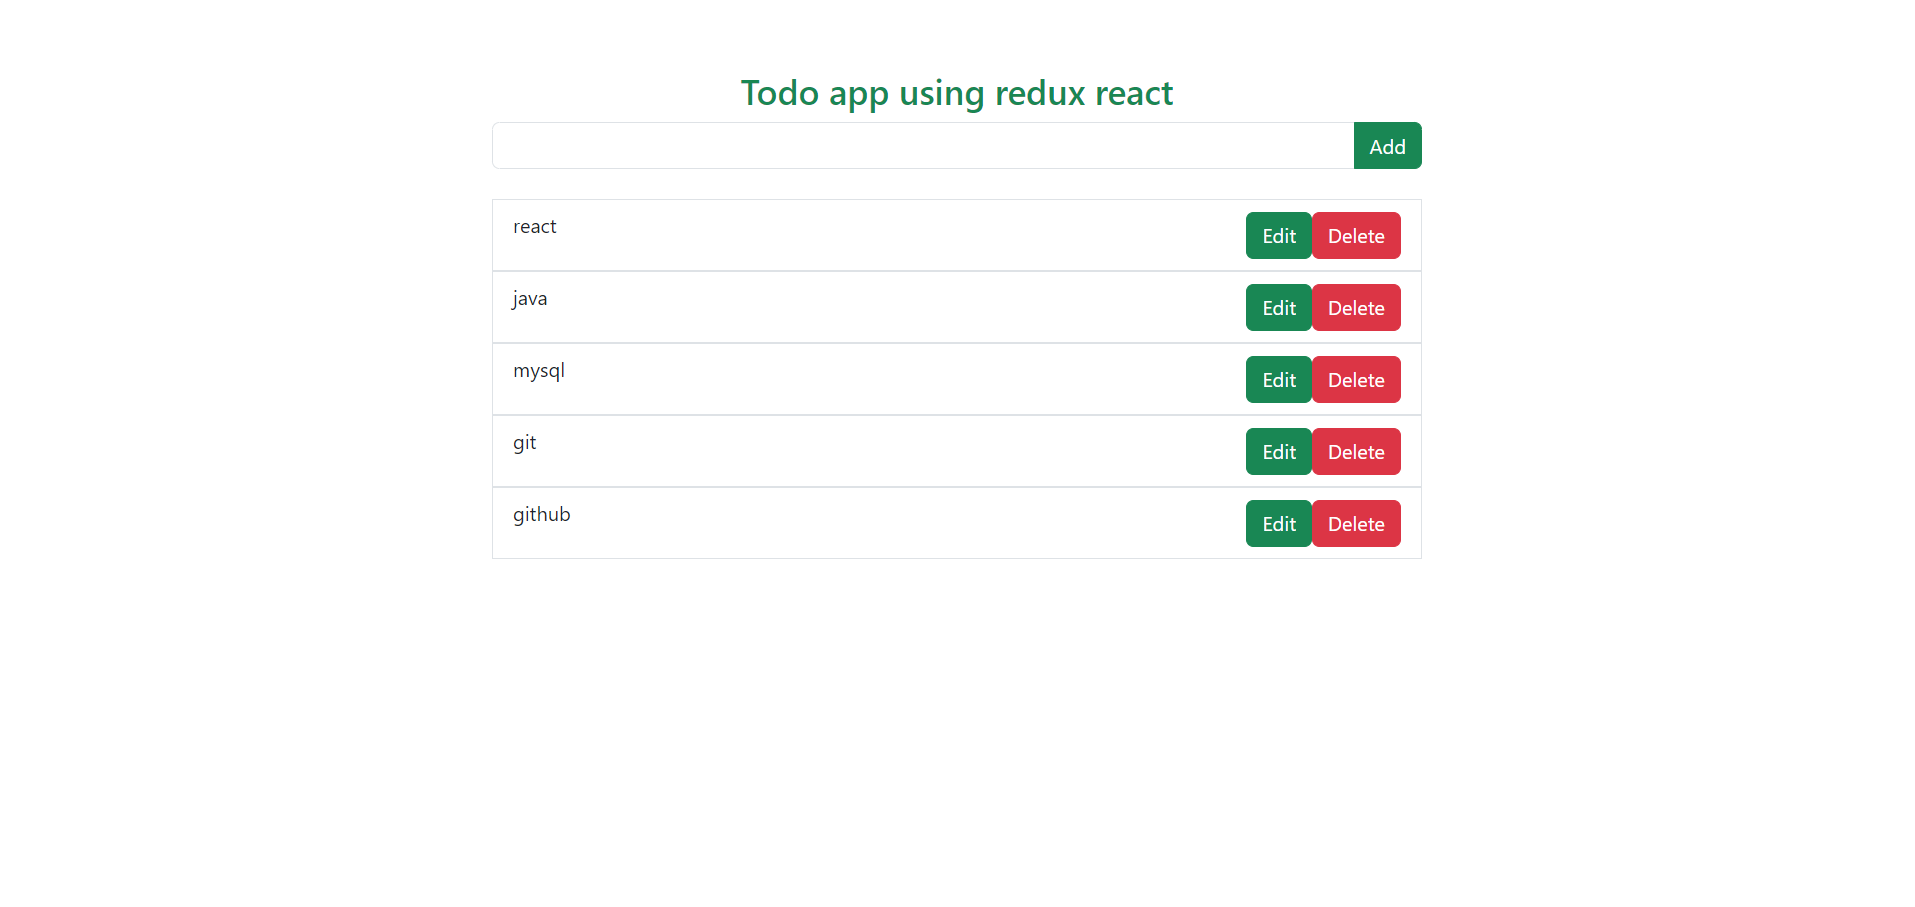 Todo app using redux react
Add
react Edit Delete
java Edit Delete
mysql Edit Delete
git Edit Delete
github Edit Delete